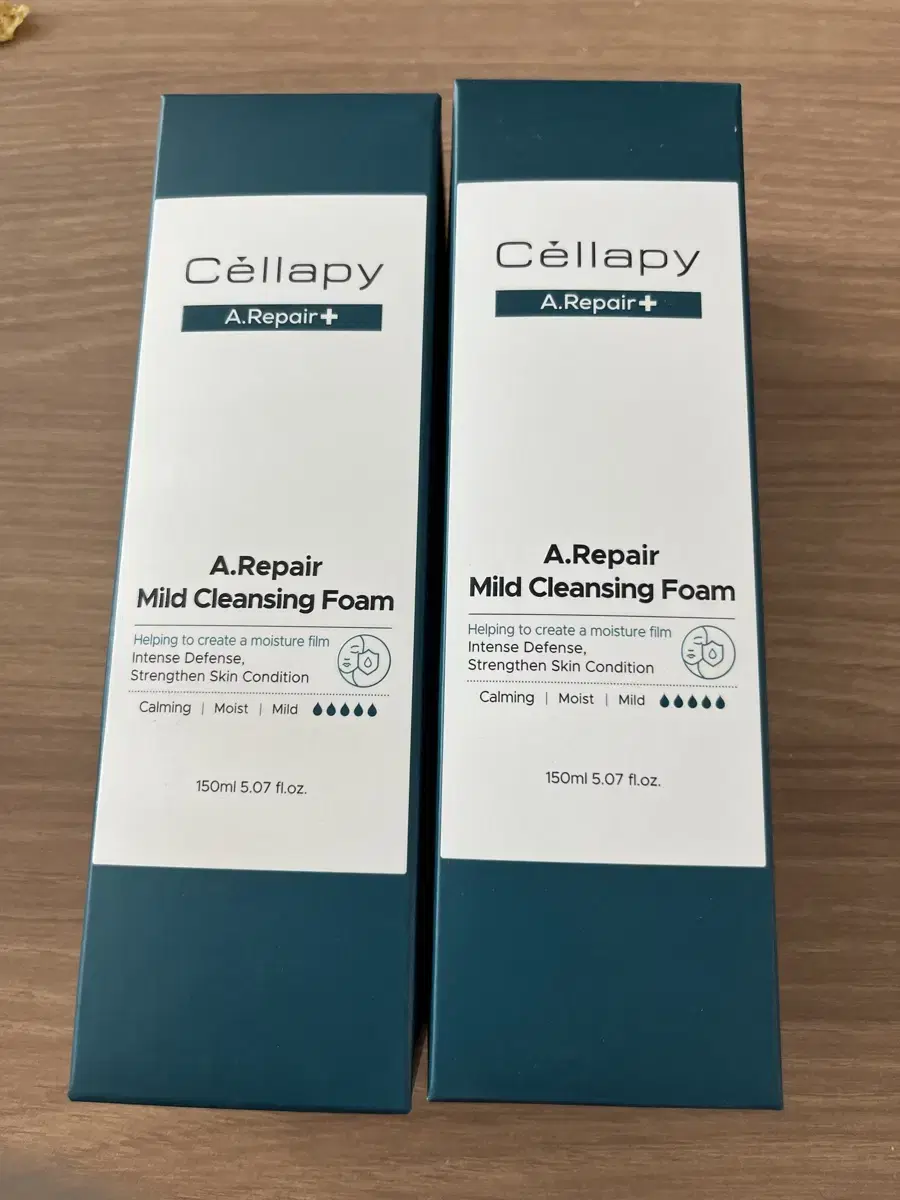 Cėllapy
A.Repair+
A.Repair
Mild Cleansing Foam
Helping to create a moisture film
Intense Defense,
Strengthen Skin Condition
Calming | Moist | Mild
150ml 5.07 fl.oz.
Cėllapy
A.Repair+
A.Repair
Mild Cleansing Foam
Helping to create a moisture film
Intense Defense,
Strengthen Skin Condition
Calming | Moist | Mild
150ml 5.07 fl.oz.